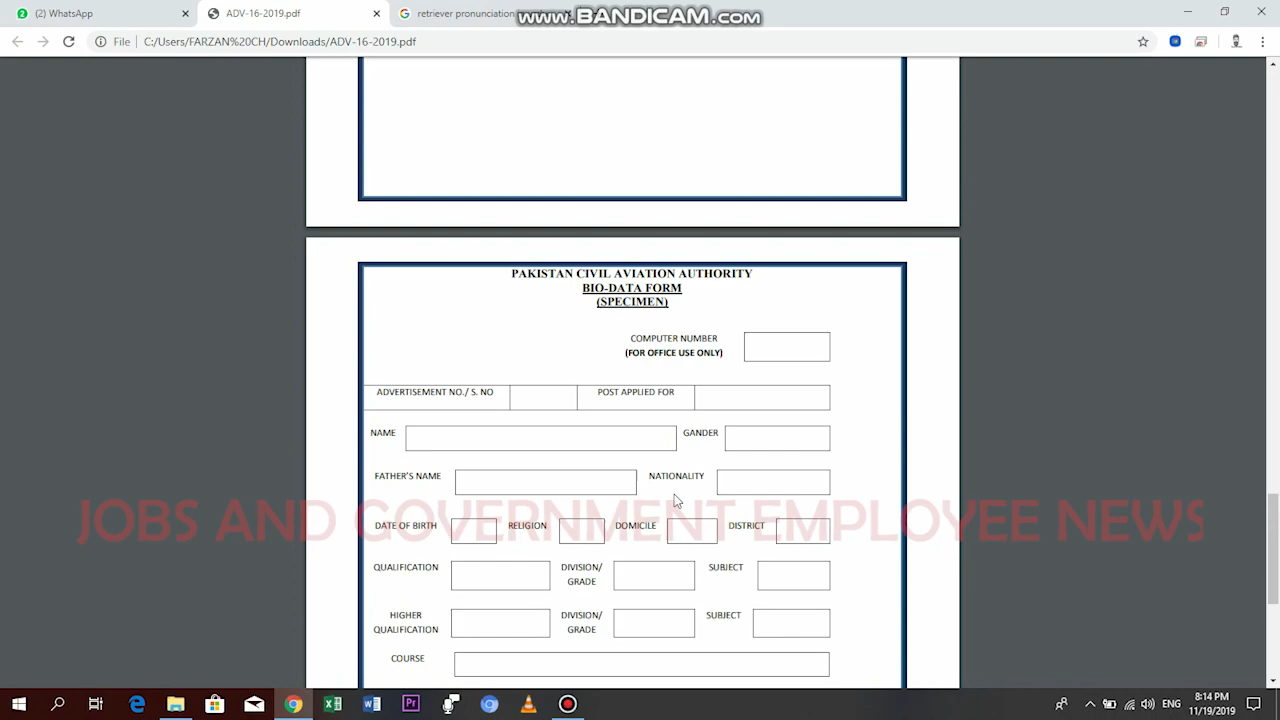 (2) WhatsApp
ADV-16-2019.pdf
retriever pronunciation
www.BANDICAM.com
File
C:/Users/FARZAN%20CH/Downloads/ADV-16-2019.pdf
PAKISTAN CIVIL AVIATION AUTHORITY
BIO-DATA FORM
(SPECIMEN)
COMPUTER NUMBER
(FOR OFFICE USE ONLY)
ADVERTISEMENT NO./ S. NO
POST APPLIED FOR
NAME
GANDER
FATHER'S NAME
NATIONALITY
JOBS AND GOVERNMENT EMPLOYEE NEWS
DATE OF BIRTH
RELIGION
DOMICILE
DISTRICT
QUALIFICATION
DIVISION/
GRADE
SUBJECT
HIGHER
QUALIFICATION
DIVISION/
GRADE
SUBJECT
COURSE
ENG
8:14 PM
11/19/2019